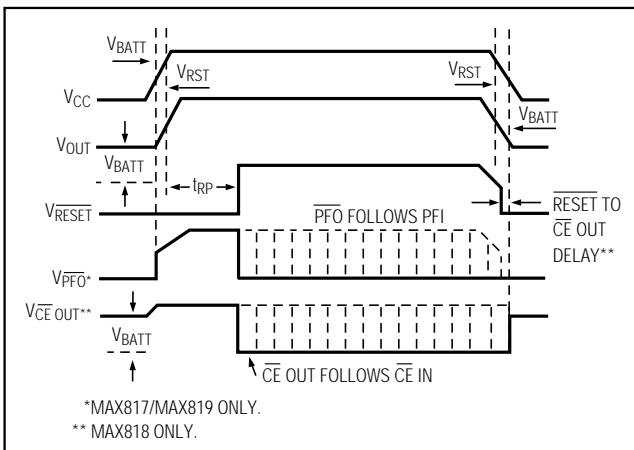 VBATT
VRST
VRST
VCC
VBATT
VOUT
VBATT
tRP
VRESET
PFO FOLLOWS PFI
RESET TO
CE OUT
DELAY**
VPFO*
VCE OUT**
VBATT
CE OUT FOLLOWS CE IN
*MAX817/MAX819 ONLY.
** MAX818 ONLY.